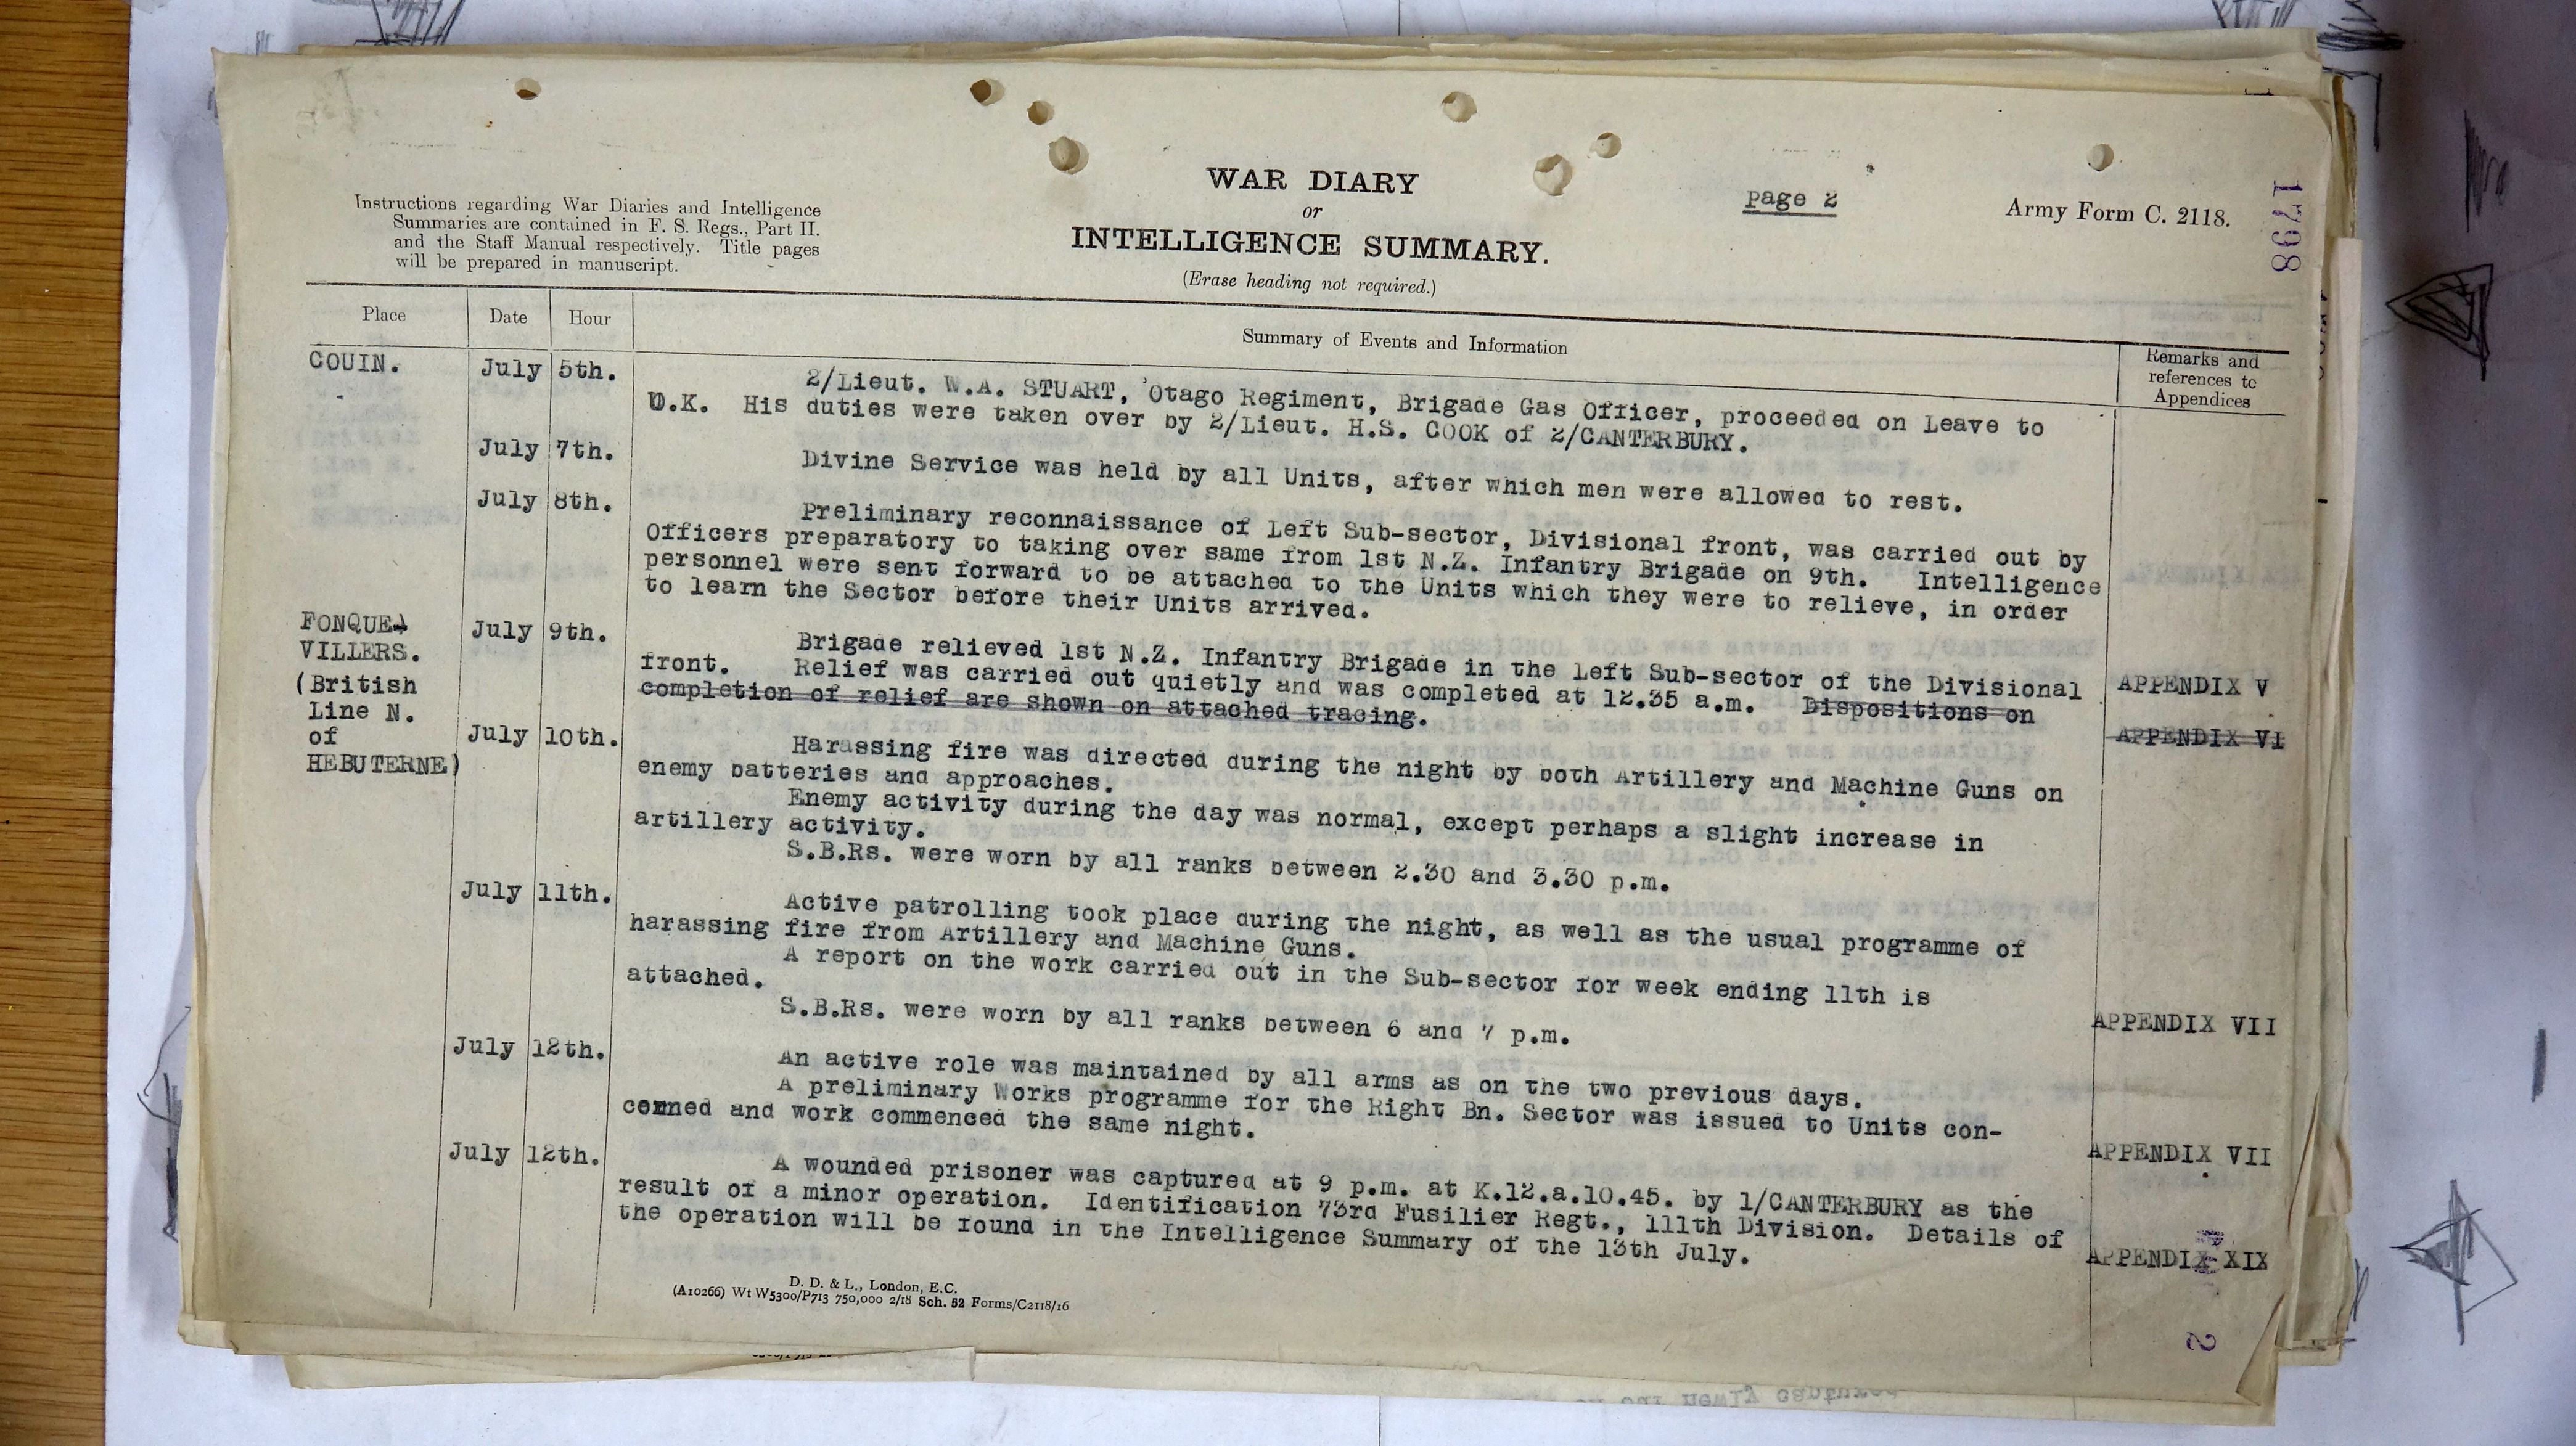 WAR DIARY
or
INTELLIGENCE SUMMARY.
(Erase heading not required.)
page 2
Army Form C. 2118.
1798
Instructions regarding War Diaries and Intelligence
Summaries are contained in F. S. Regs., Part II.
and the Staff Manual respectively. Title pages
will be prepared in manuscript.
Place
Date
Hour
Summary of Events and Information
Remarks and
references to
Appendices
COUIN.
July 5th.
2/Lieut. W.A. STUART, Otago Regiment, Brigade Gas Officer, proceeded on Leave to
U.K. His duties were taken over by 2/Lieut. H.S. COOK of 2/CANTERBURY.
July 7th.
Divine Service was held by all Units, after which men were allowed to rest.
July 8th.
Preliminary reconnaissance of Left Sub-sector, Divisional front, was carried out by
Officers preparatory to taking over same from 1st N.Z. Infantry Brigade on 9th. Intelligence
personnel were sent forward to be attached to the Units which they were to relieve, in order
to learn the Sector before their Units arrived.
FONQUE-
VILLERS.
(British
Line N.
of
HEBUTERNE)
July 9th.
Brigade relieved 1st N.Z. Infantry Brigade in the Left Sub-sector of the Divisional
front. Relief was carried out quietly and was completed at 12.35 a.m. Dispositions on
completion of relief are shown on attached tracing.
APPENDIX V
APPENDIX VI
July 10th.
Harassing fire was directed during the night by both Artillery and Machine Guns on
enemy batteries and approaches.
Enemy activity during the day was normal, except perhaps a slight increase in
artillery activity.
S.B.Rs. were worn by all ranks between 2.30 and 3.30 p.m.
July 11th.
Active patrolling took place during the night, as well as the usual programme of
harassing fire from Artillery and Machine Guns.
A report on the work carried out in the Sub-sector for week ending 11th is
attached.
APPENDIX VII
S.B.Rs. were worn by all ranks between 6 and 7 p.m.
July 12th.
An active role was maintained by all arms as on the two previous days.
A preliminary Works programme for the Right Bn. Sector was issued to Units con-
cerned and work commenced the same night.
APPENDIX VII
July 12th.
A wounded prisoner was captured at 9 p.m. at K.12.a.10.45. by 1/CANTERBURY as the
result of a minor operation. Identification 73rd Fusilier Regt., 111th Division. Details of
the operation will be found in the Intelligence Summary of the 13th July.
APPENDIX XIX
D. D. & L., London, E.C.
(A10266) Wt W5300/P713 750,000 2/18 Sch. 52 Forms/C2118/16
2
newly captured